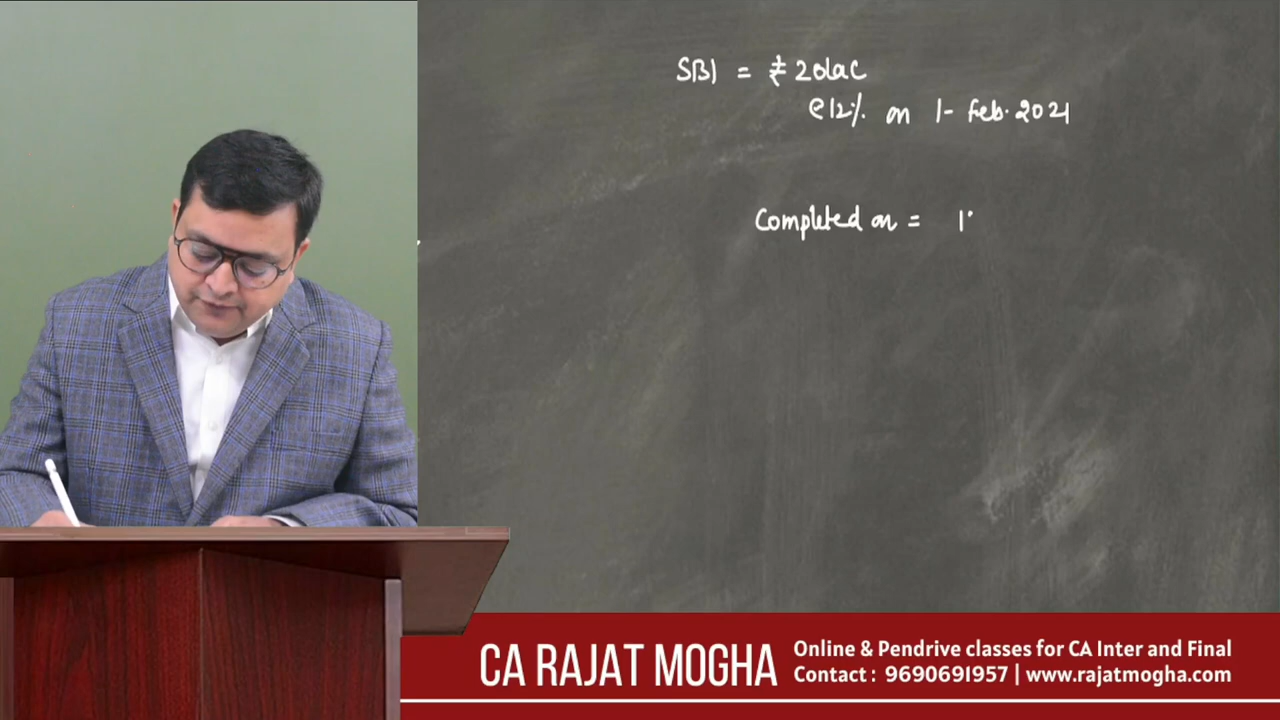 SBI = ₹ 20lac
@12% on 1- Feb. 2021
Completed on = 1
CA RAJAT MOGHA
Online & Pendrive classes for CA Inter and Final
Contact : 9690691957 | www.rajatmogha.com